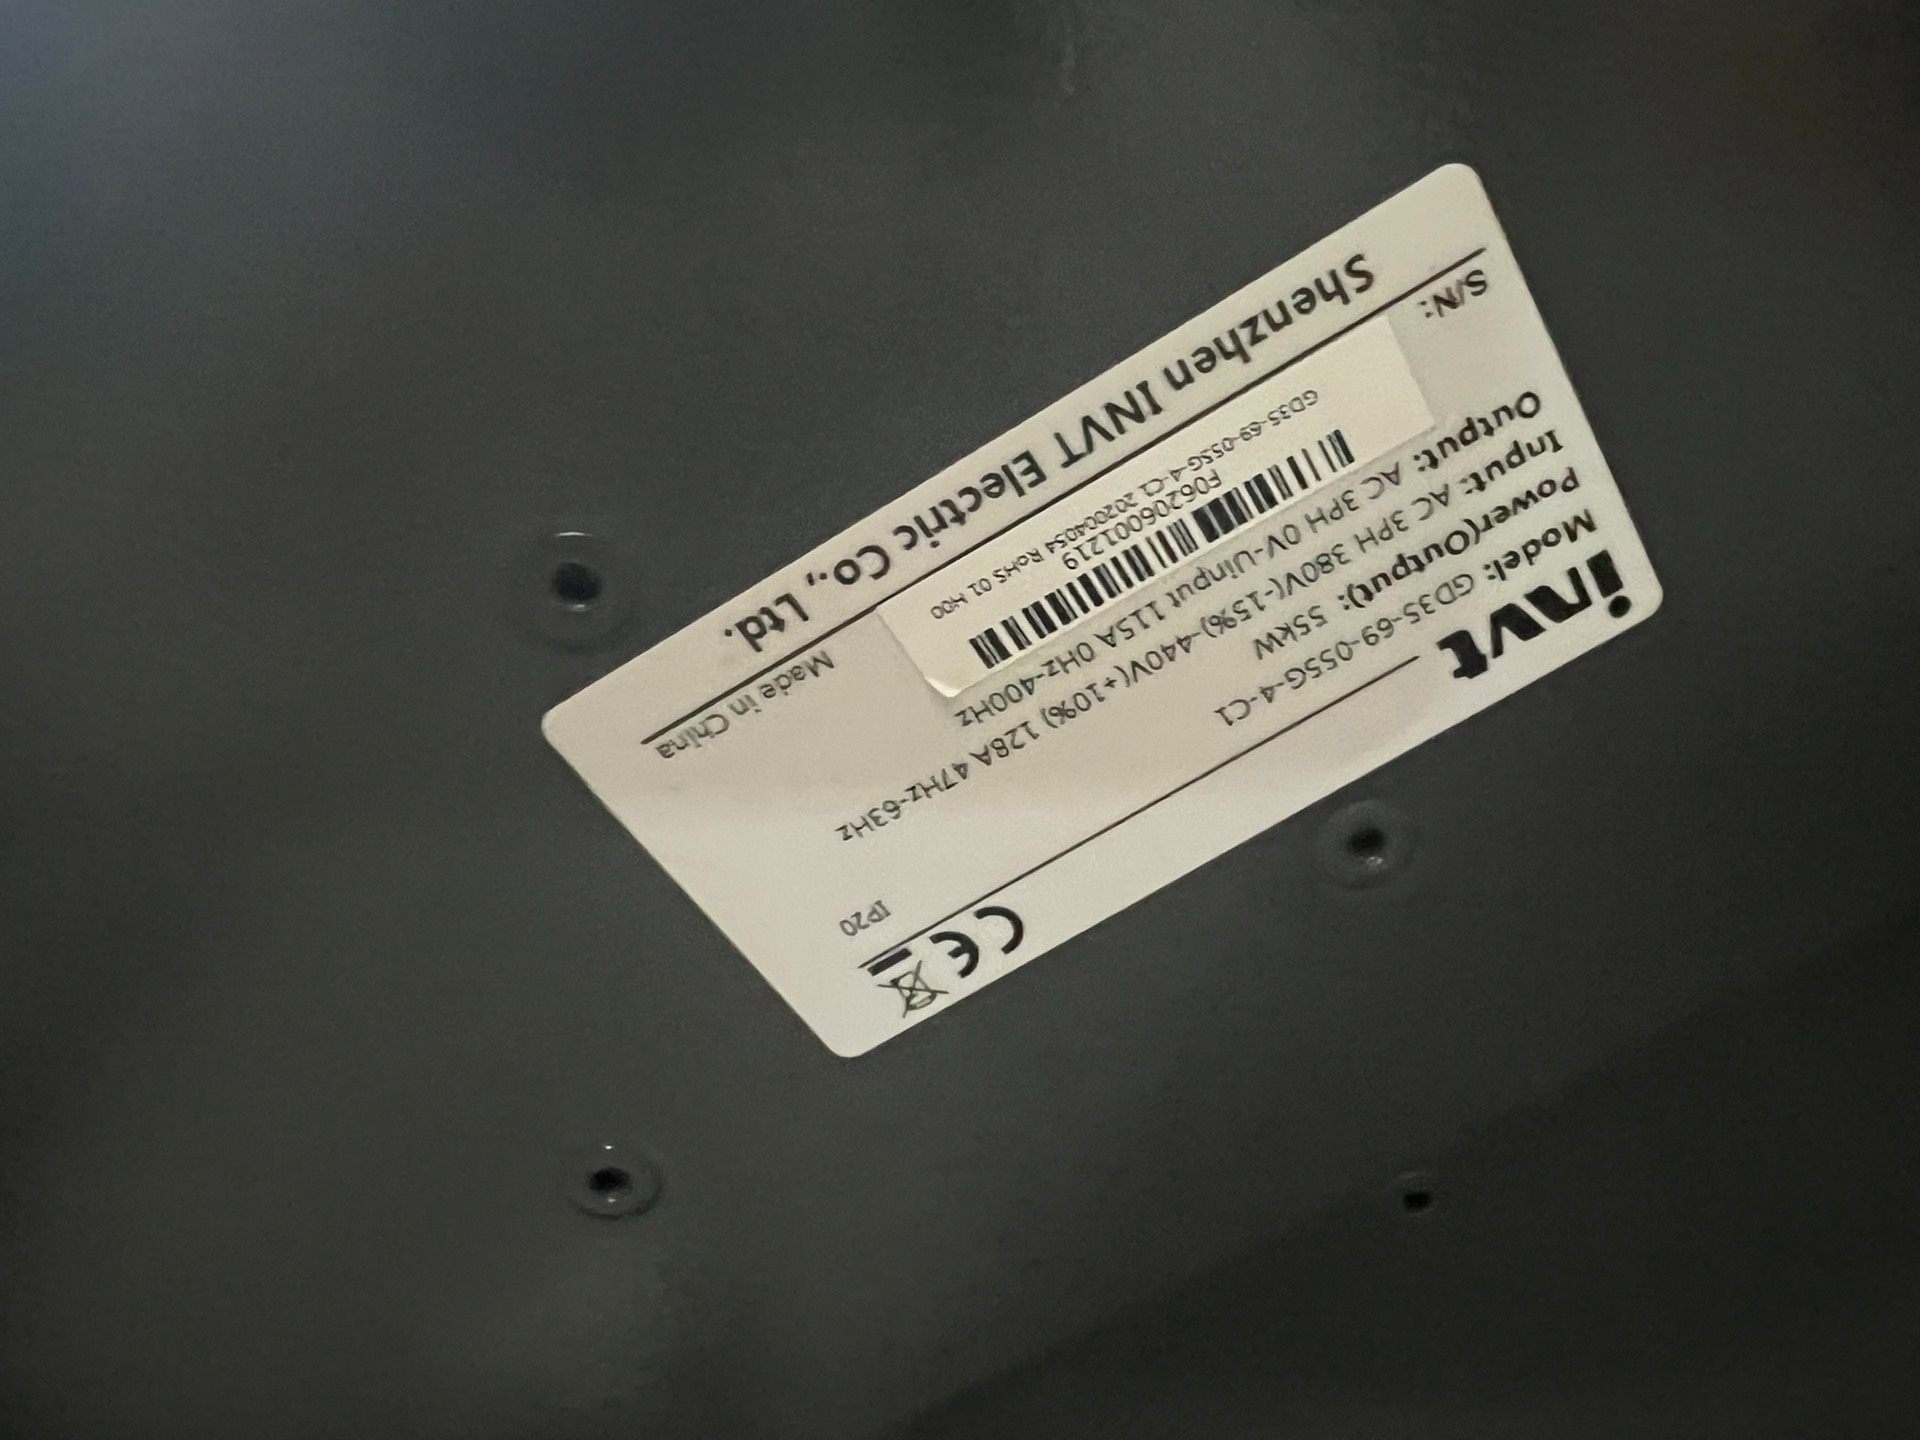 invt
CE
Model: GD35-69-055G-4-C1
IP20
Power(Output): 55kW
Input: AC 3PH 380V(-15%)-440V(+10%) 128A 47Hz-63Hz
Output: AC 3PH 0V-Uinput 115A 0Hz-400Hz
F06206001219
GD35-69-055G-4-C1 202004054 RoHS 01 H00
S/N:
Made in China
Shenzhen INVT Electric Co., Ltd.